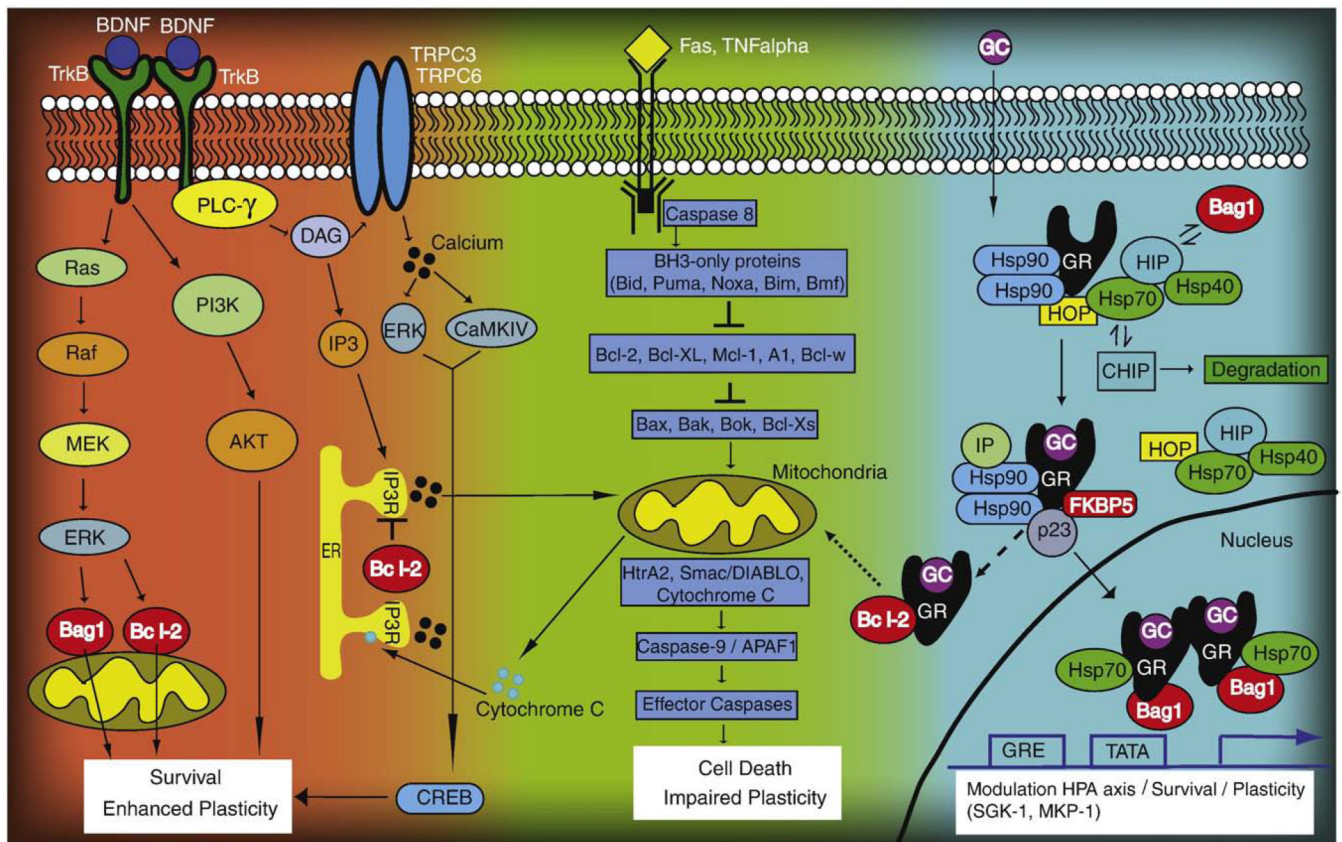 BDNF
BDNF
TrkB
TrkB
PLC-γ
DAG
TRPC3
TRPC6
Calcium
Ras
Raf
MEK
ERK
Bag1
Bc l-2
PI3K
AKT
IP3
ERK
CaMKIV
ER
IP3R
Bc l-2
IP3R
Cytochrome C
CREB
Survival
Enhanced Plasticity
Fas, TNFalpha
Caspase 8
BH3-only proteins
(Bid, Puma, Noxa, Bim, Bmf)
Bcl-2, Bcl-XL, Mcl-1, A1, Bcl-w
Bax, Bak, Bok, Bcl-Xs
Mitochondria
HtrA2, Smac/DIABLO,
Cytochrome C
Caspase-9 / APAF1
Effector Caspases
Cell Death
Impaired Plasticity
GC
Bag1
Hsp90
Hsp90
GR
HOP
HIP
Hsp70
Hsp40
CHIP
Degradation
IP
Hsp90
Hsp90
GC
GR
FKBP5
p23
HOP
HIP
Hsp70
Hsp40
Nucleus
GC
GR
Bc l-2
Hsp70
GC
GR
Bag1
GC
GR
Hsp70
Bag1
GRE
TATA
Modulation HPA axis / Survival / Plasticity
(SGK-1, MKP-1)